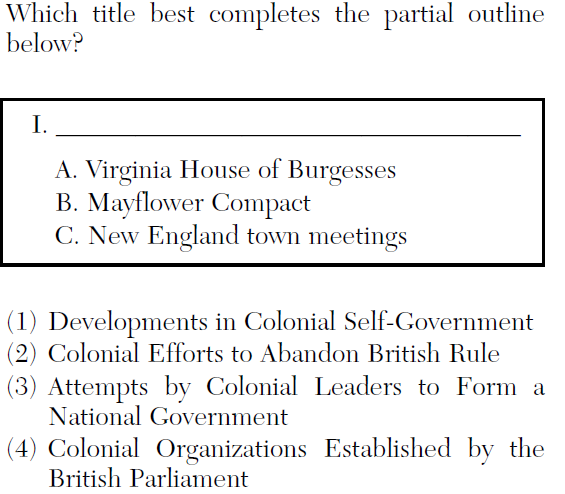 Which title best completes the partial outline
below?
I. ____________________
A. Virginia House of Burgesses
B. Mayflower Compact
C. New England town meetings
(1) Developments in Colonial Self-Government
(2) Colonial Efforts to Abandon British Rule
(3) Attempts by Colonial Leaders to Form a
National Government
(4) Colonial Organizations Established by the
British Parliament